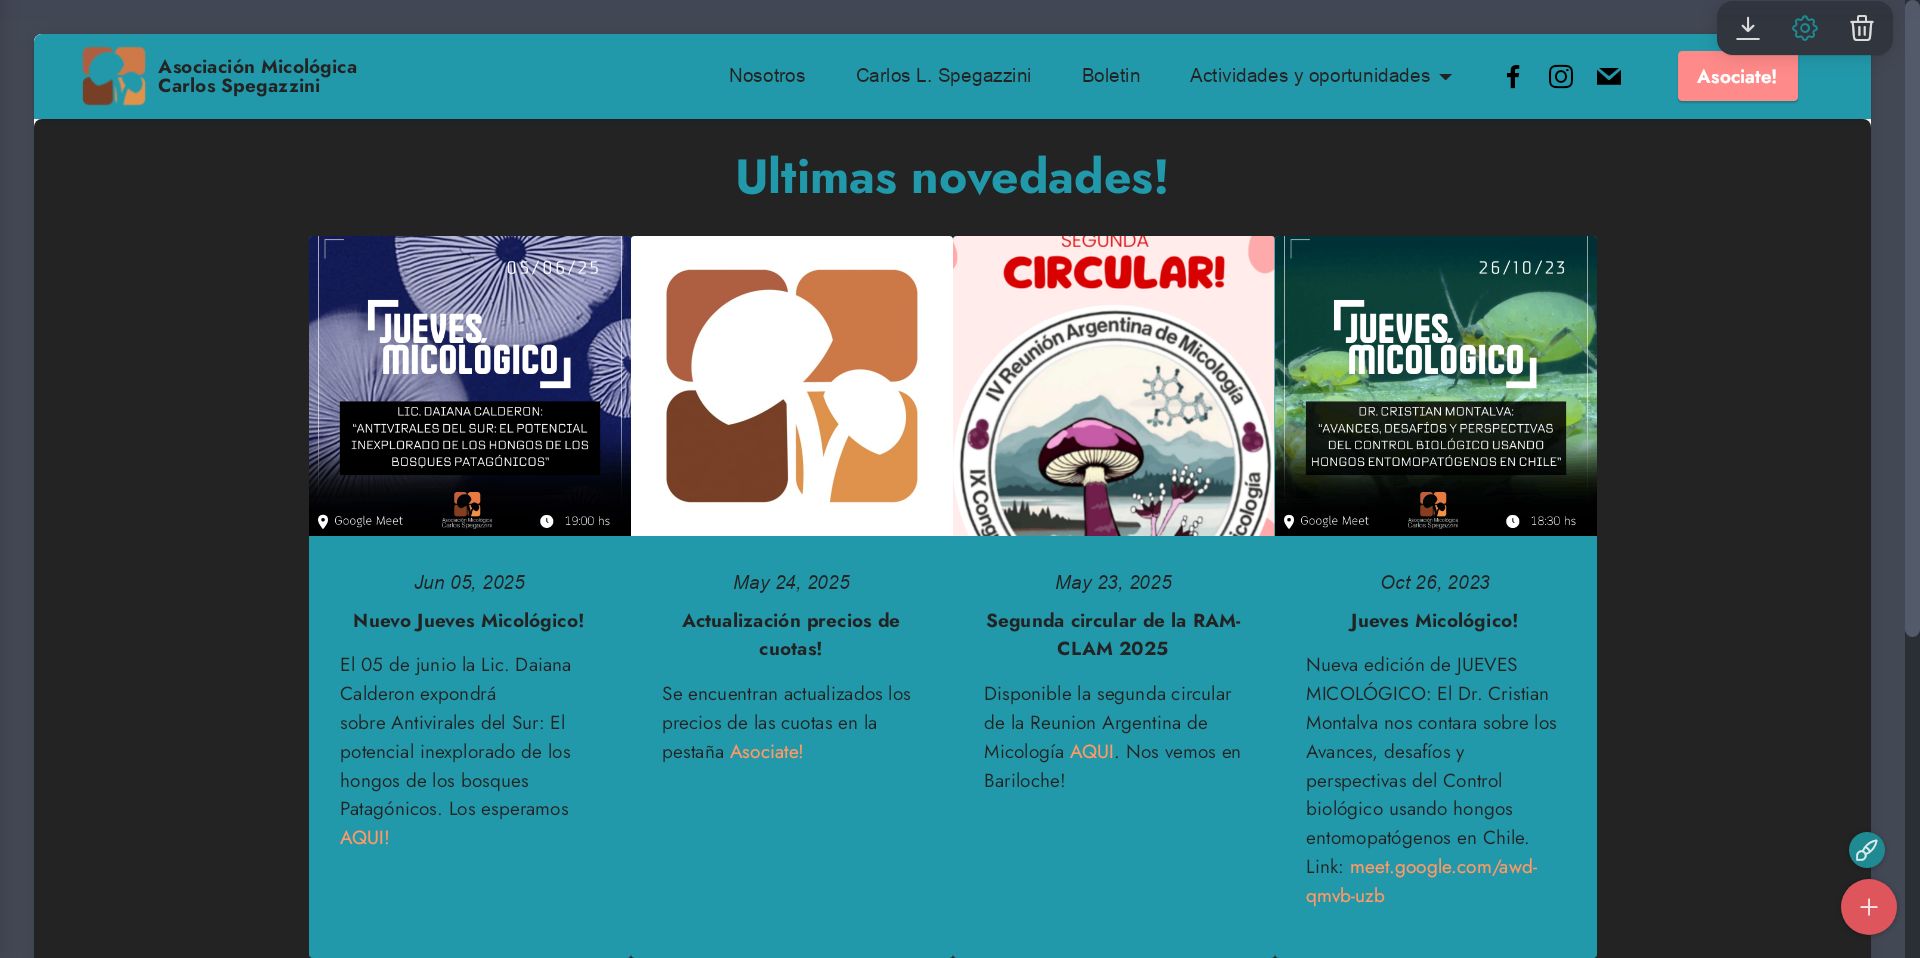 Asociación Micológica
Carlos Spegazzini
Nosotros
Carlos L. Spegazzini
Boletin
Actividades y oportunidades
Asociate!
Ultimas novedades!
05/06/25
JUEVES
MICOLÓGICO
LIC. DAIANA CALDERON:
“ANTIVIRALES DEL SUR: EL POTENCIAL
INEXPLORADO DE LOS HONGOS DE LOS
BOSQUES PATAGÓNICOS”
Google Meet
Asociación Micológica
Carlos Spegazzini
19:00 hs
Jun 05, 2025
Nuevo Jueves Micológico!
El 05 de junio la Lic. Daiana
Calderon expondrá
sobre Antivirales del Sur: El
potencial inexplorado de los
hongos de los bosques
Patagónicos. Los esperamos
AQUI!
May 24, 2025
Actualización precios de
cuotas!
Se encuentran actualizados los
precios de las cuotas en la
pestaña Asociate!
SEGUNDA
CIRCULAR!
IV Reunión Argentina de Micología
May 23, 2025
Segunda circular de la RAM-
CLAM 2025
Disponible la segunda circular
de la Reunion Argentina de
Micología AQUI. Nos vemos en
Bariloche!
26/10/23
JUEVES
MICOLÓGICO
DR. CRISTIAN MONTALVA:
“AVANCES, DESAFÍOS Y PERSPECTIVAS
DEL CONTROL BIOLÓGICO USANDO
HONGOS ENTOMOPATÓGENOS EN CHILE”
Google Meet
Asociación Micológica
Carlos Spegazzini
18:30 hs
Oct 26, 2023
Jueves Micológico!
Nueva edición de JUEVES
MICOLÓGICO: El Dr. Cristian
Montalva nos contara sobre los
Avances, desafíos y
perspectivas del Control
biológico usando hongos
entomopatógenos en Chile.
Link: meet.google.com/awd-
qmvb-uzb